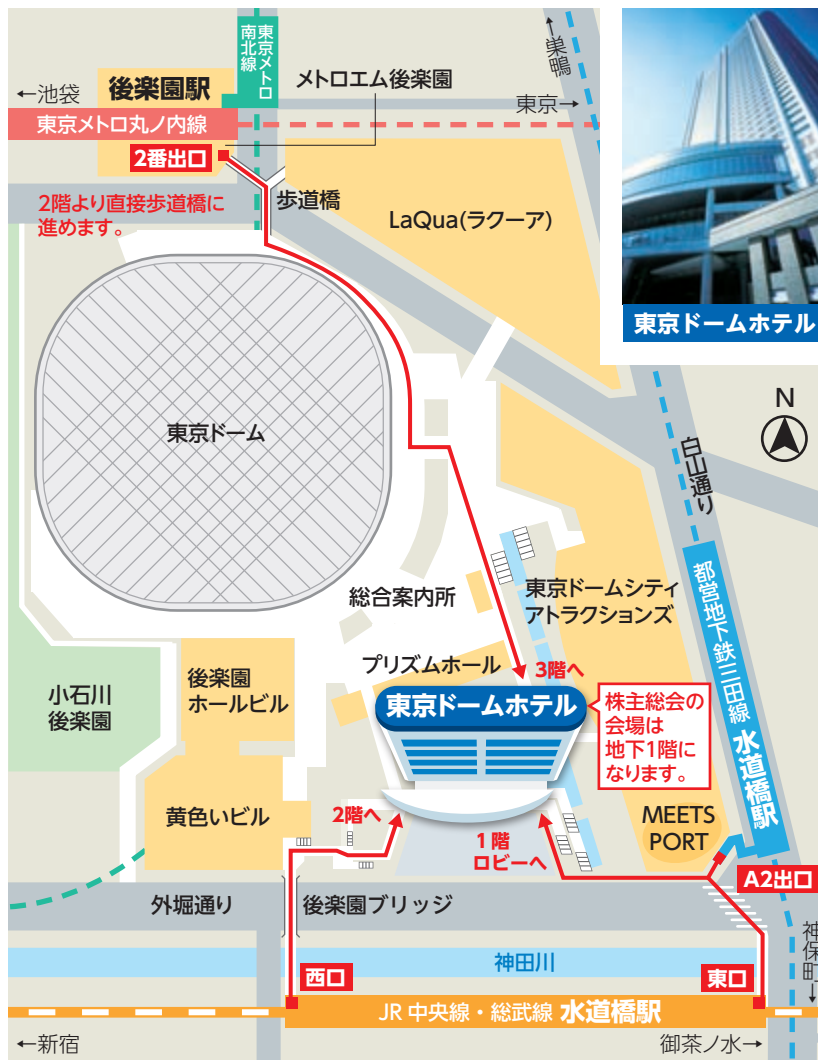 東京メトロ
南北線
↑巣鴨
←池袋
後楽園駅
メトロエム後楽園
東京→
東京メトロ丸ノ内線
2番出口
2階より直接歩道橋に
進めます。
歩道橋
LaQua(ラクーア)
東京ドームホテル
N
東京ドーム
白山通り
都営地下鉄三田線 水道橋駅
総合案内所
東京ドームシティ
アトラクションズ
プリズムホール
3階へ
小石川
後楽園
後楽園
ホールビル
東京ドームホテル
株主総会の
会場は
地下1階に
なります。
黄色いビル
2階へ
1階
ロビーへ
MEETS
PORT
A2出口
外堀通り
後楽園ブリッジ
神田川
神保町→
西口
東口
JR 中央線・総武線 水道橋駅
←新宿
御茶ノ水→